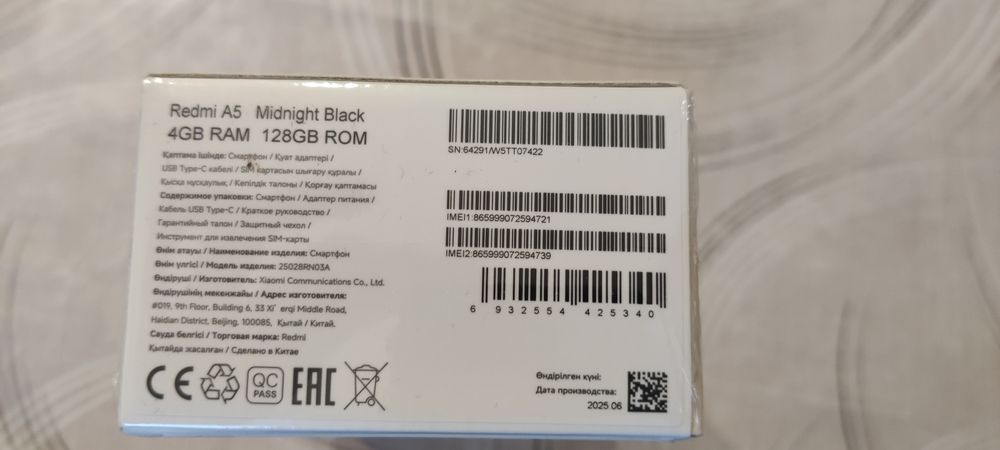 Redmi A5 Midnight Black
4GB RAM 128GB ROM
Қаптама ішінде: Смартфон / Қуат адаптері /
USB Type-C кабелі / SIM картасын шығару құралы /
Қысқа нұсқаулық / Кепілдік талоны / Қорғау қаптамасы
Содержимое упаковки: Смартфон / Адаптер питания /
Кабель USB Type-C / Краткое руководство /
Гарантийный талон / Защитный чехол /
Инструмент для извлечения SIM-карты
Өнім атауы / Наименование изделия: Смартфон
Өнім үлгісі / Модель изделия: 25028RN03A
Өндіруші / Изготовитель: Xiaomi Communications Co., Ltd.
Өндірушінің мекенжайы / Адрес изготовителя:
#019, 9th Floor, Building 6, 33 Xi' erqi Middle Road,
Haidian District, Beijing, 100085, Қытай / Китай.
Сауда белгісі / Торговая марка: Redmi
Қытайда жасалған / Сделано в Китае
CE
QC
PASS
EAC
SN:64291/W5TT07422
IMEI1:865999072594721
IMEI2:865999072594739
6 932554 425340
Өндірілген күні:
Дата производства:
2025.06